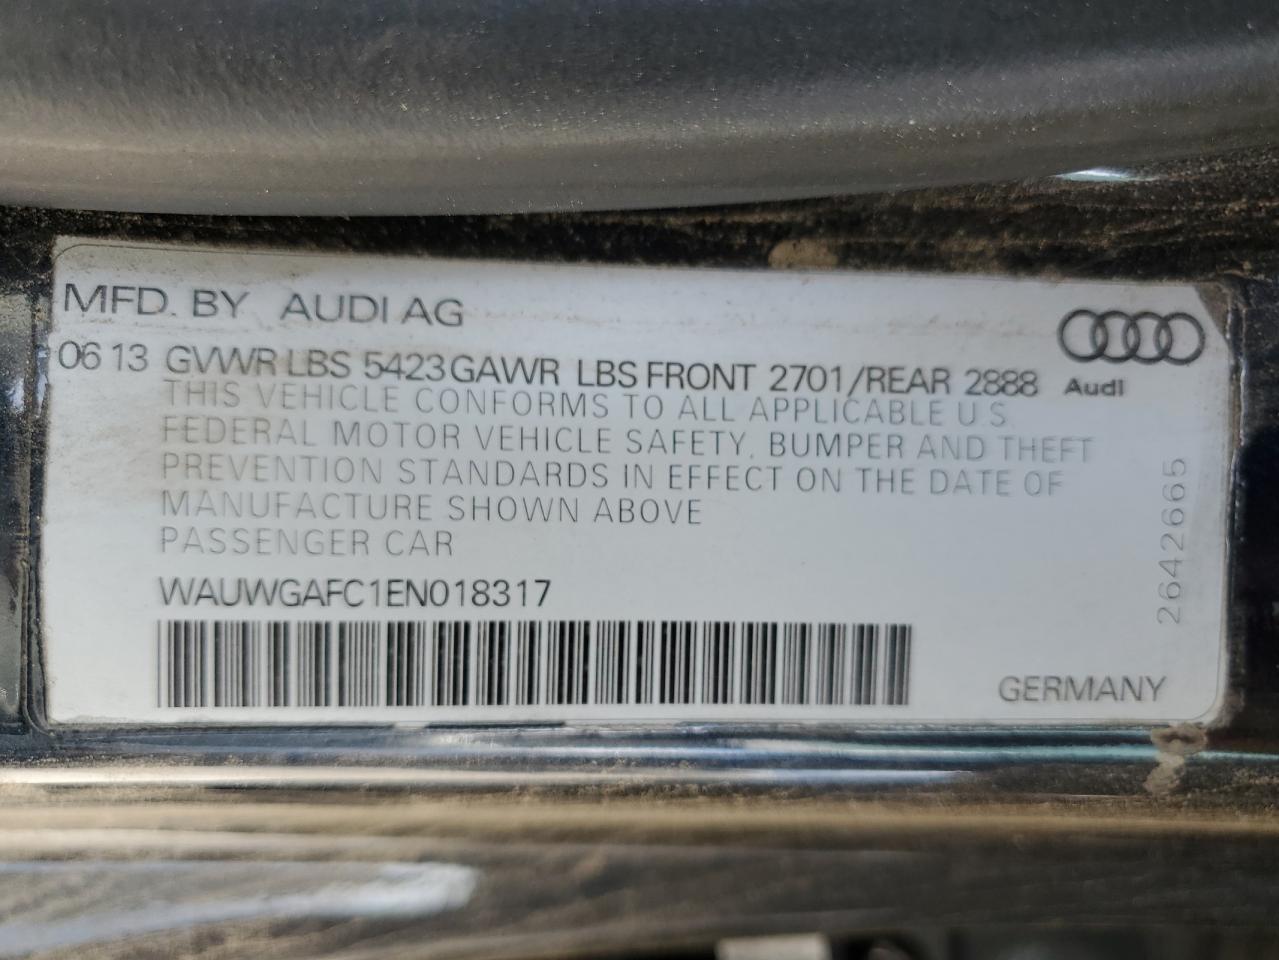 MFD. BY AUDI AG
06 13 GVWR LBS 5423 GAWR LBS FRONT 2701/REAR 2888
Audi
THIS VEHICLE CONFORMS TO ALL APPLICABLE U.S.
FEDERAL MOTOR VEHICLE SAFETY, BUMPER AND THEFT
PREVENTION STANDARDS IN EFFECT ON THE DATE OF
MANUFACTURE SHOWN ABOVE
PASSENGER CAR
WAUWGAFC1EN018317
2642665
GERMANY